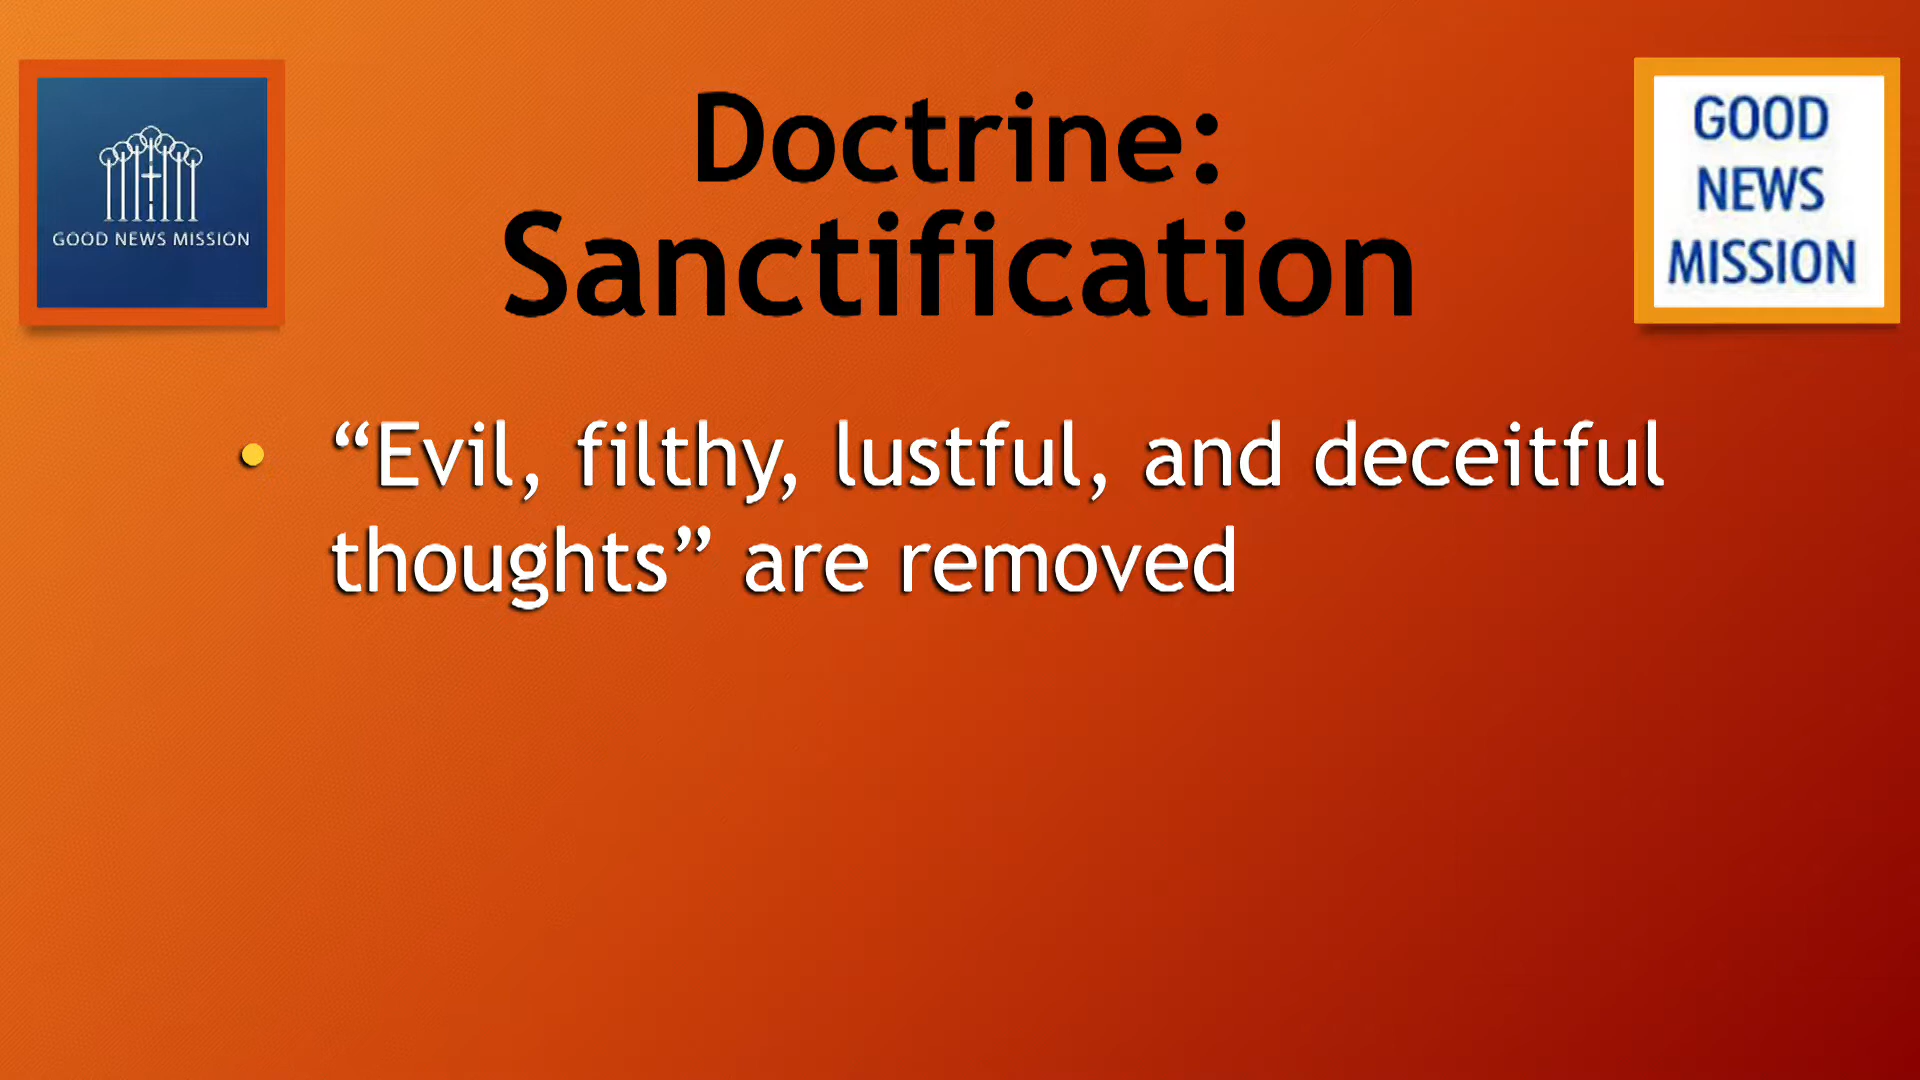 Doctrine:
Sanctification
GOOD NEWS MISSION
GOOD
NEWS
MISSION
• “Evil, filthy, lustful, and deceitful
thoughts” are removed